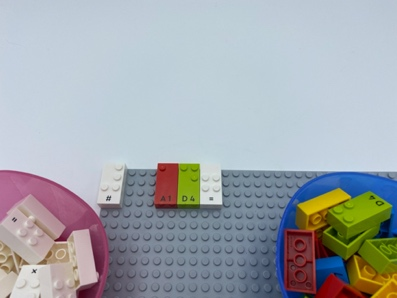 # A1 D4 =
D4
=
x